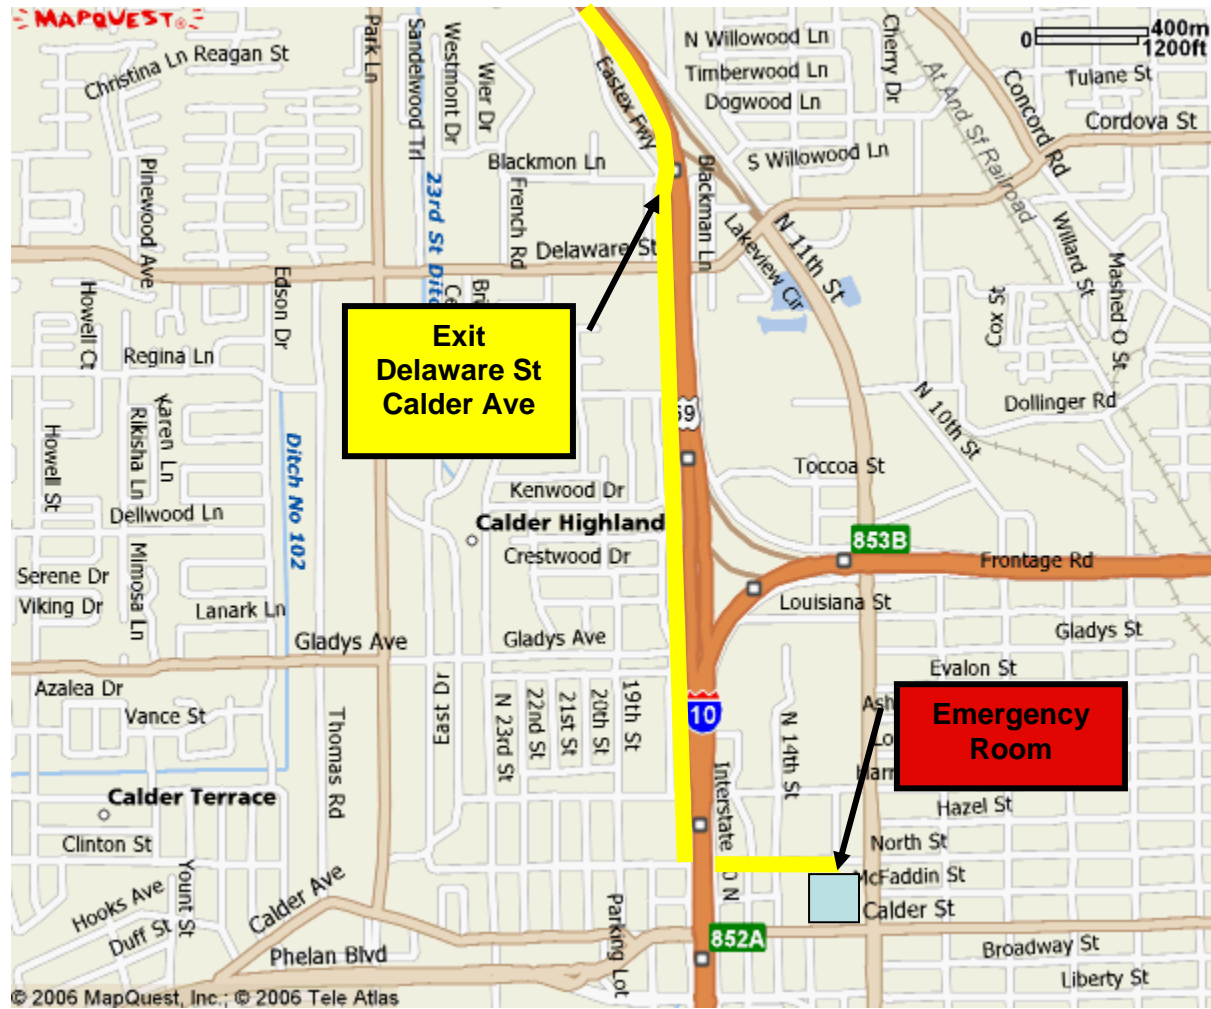 MAPQUEST
400m
0
1200ft
Christina Ln
Reagan St
Park Ln
Sandelwood Trl
Westmont Dr
Wier Dr
Eastex Fwy
N Willowood Ln
Timberwood Ln
Dogwood Ln
Cherry Dr
At And Sf Railroad
Concord Rd
Tulane St
Cordova St
Pinewood Ave
23rd St Ditc
Blackmon Ln
French Rd
Blackman Ln
S Willowood Ln
Delaware St
Lakeview Cir
N 11th St
Willard St
Mashed O St
Cox St
Howell Ct
Edson Dr
Regina Ln
Exit
Delaware St
Calder Ave
59
Karen Ln
Rikisha Ln
Howell St
Ditch No 102
N 10th St
Dollinger Rd
Toccoa St
Kenwood Dr
Dellwood Ln
Calder Highland
Crestwood Dr
853B
Frontage Rd
Serene Dr
Mimosa Ln
Viking Dr
Lanark Ln
Louisiana St
Gladys Ave
Gladys Ave
Gladys St
Evalon St
Azalea Dr
Vance St
Thomas Rd
East Dr
N 23rd St
22nd St
21st St
20th St
19th St
10
N 14th St
Ash
Lo
Harr
Emergency
Room
Interstate 10 N
Calder Terrace
Hazel St
Clinton St
North St
McFaddin St
Yount St
Hooks Ave
Calder Ave
Duff St
Parking Lot
Calder St
852A
Broadway St
Phelan Blvd
Liberty St
© 2006 MapQuest, Inc.; © 2006 Tele Atlas